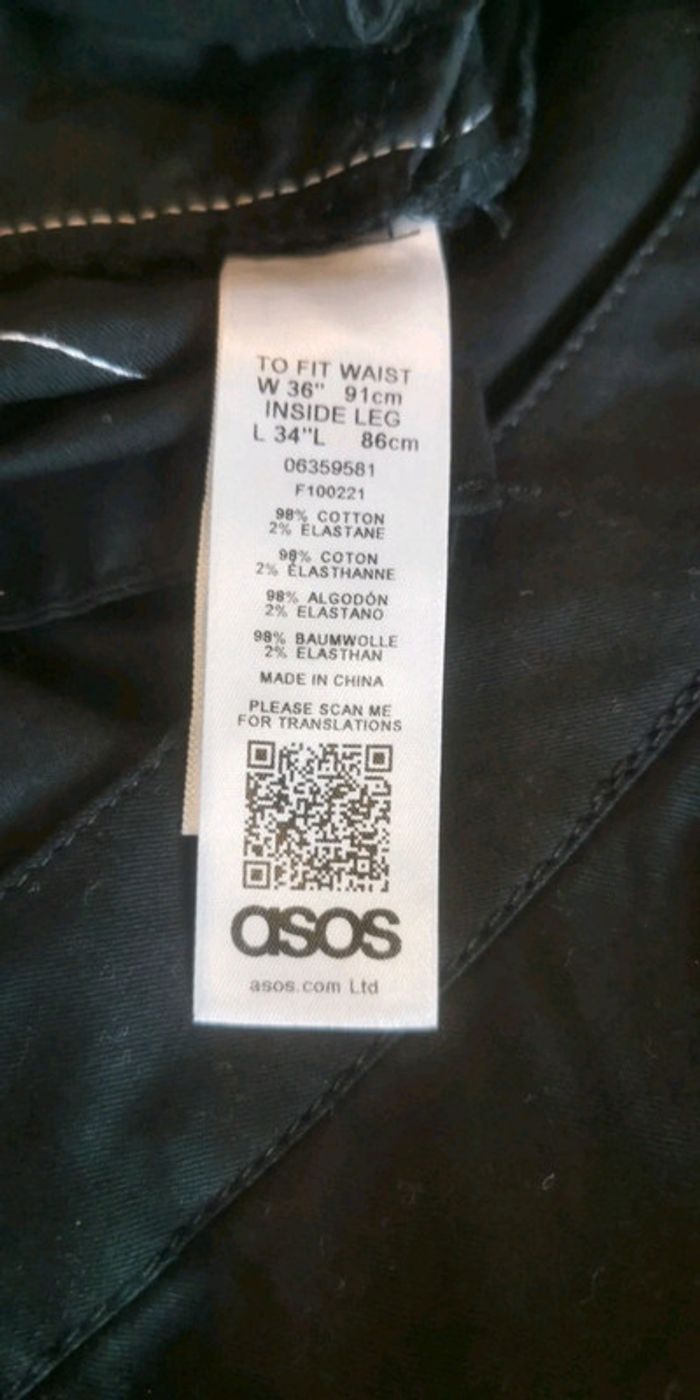 TO FIT WAIST
W 36" 91cm
INSIDE LEG
L 34"L 86cm
06359581
F100221
98% COTTON
2% ELASTANE
98% COTON
2% ÉLASTHANNE
98% ALGODÓN
2% ELASTANO
98% BAUMWOLLE
2% ELASTHAN
MADE IN CHINA
PLEASE SCAN ME
FOR TRANSLATIONS
asos
asos.com Ltd